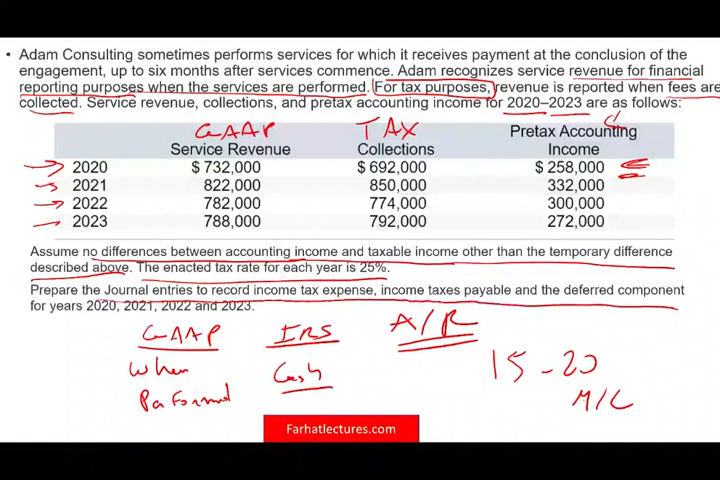 • Adam Consulting sometimes performs services for which it receives payment at the conclusion of the
engagement, up to six months after services commence. Adam recognizes service revenue for financial
reporting purposes when the services are performed. For tax purposes, revenue is reported when fees are
collected. Service revenue, collections, and pretax accounting income for 2020–2023 are as follows:
GAAP TAX
Service Revenue Collections Pretax Accounting Income
2020 $ 732,000 $ 692,000 $ 258,000
2021 822,000 850,000 332,000
2022 782,000 774,000 300,000
2023 788,000 792,000 272,000
Assume no differences between accounting income and taxable income other than the temporary difference
described above. The enacted tax rate for each year is 25%.
Prepare the Journal entries to record income tax expense, income taxes payable and the deferred component
for years 2020, 2021, 2022 and 2023.
GAAP IRS A/R
When Cash 15 - 20
Performed M/C
Farhatlectures.com